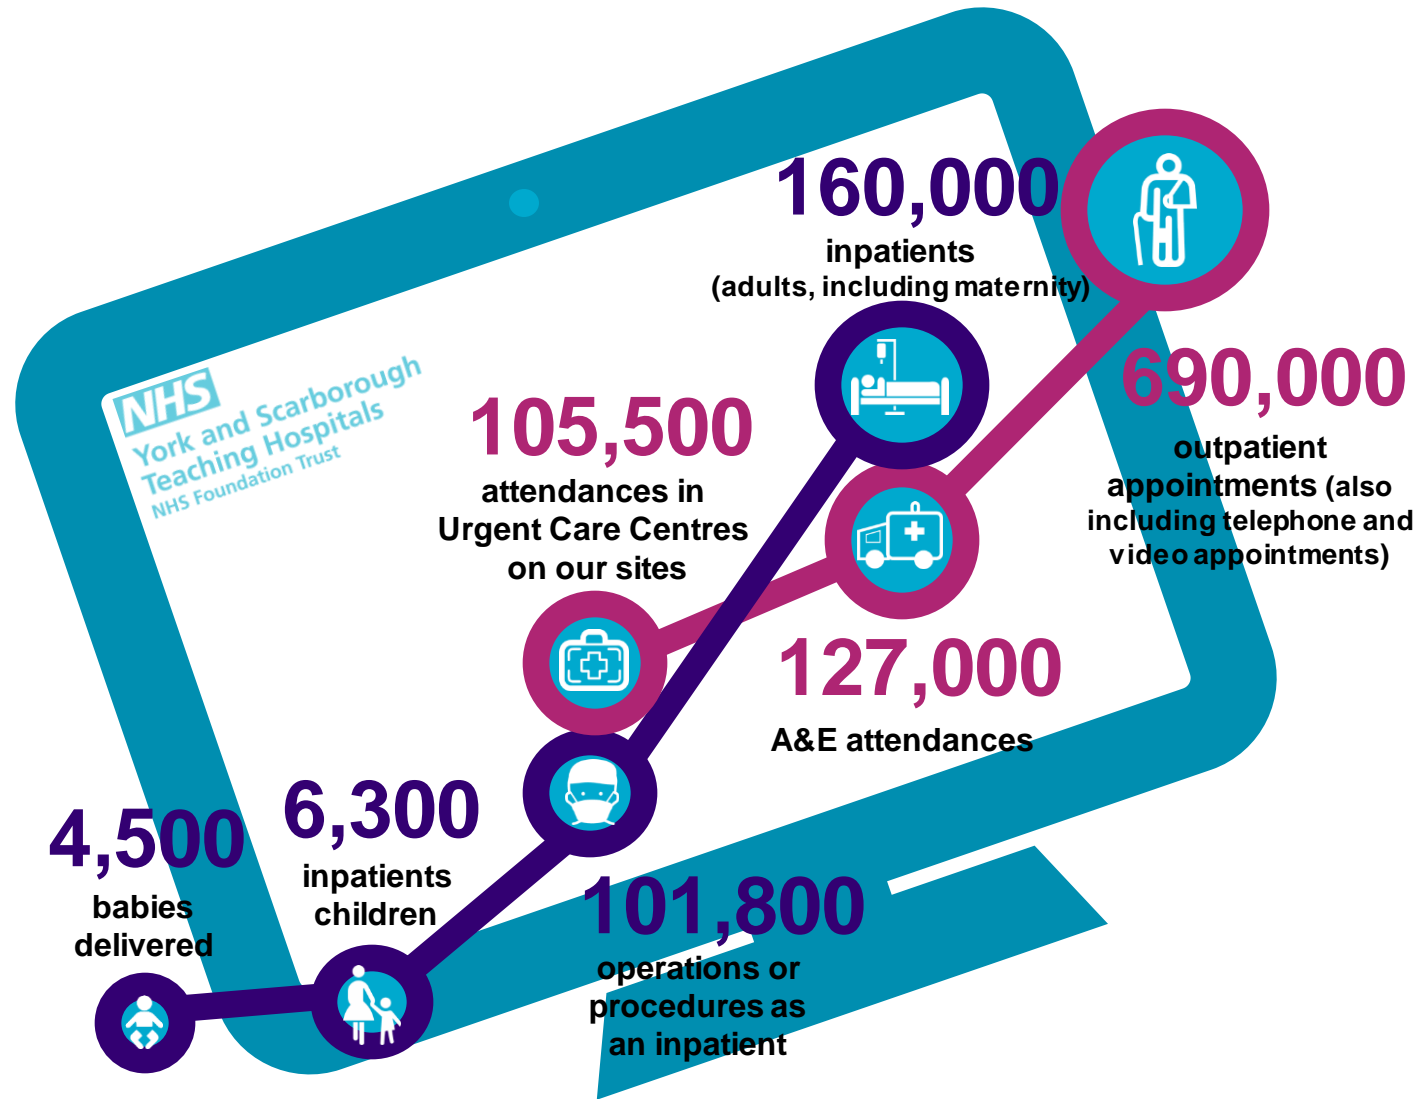 160,000
inpatients
(adults, including maternity)
NHS
York and Scarborough
Teaching Hospitals
NHS Foundation Trust
105,500
attendances in
Urgent Care Centres
on our sites
690,000
outpatient
appointments (also
including telephone and
video appointments)
127,000
A&E attendances
4,500
babies
delivered
6,300
inpatients
children
101,800
operations or
procedures as
an inpatient